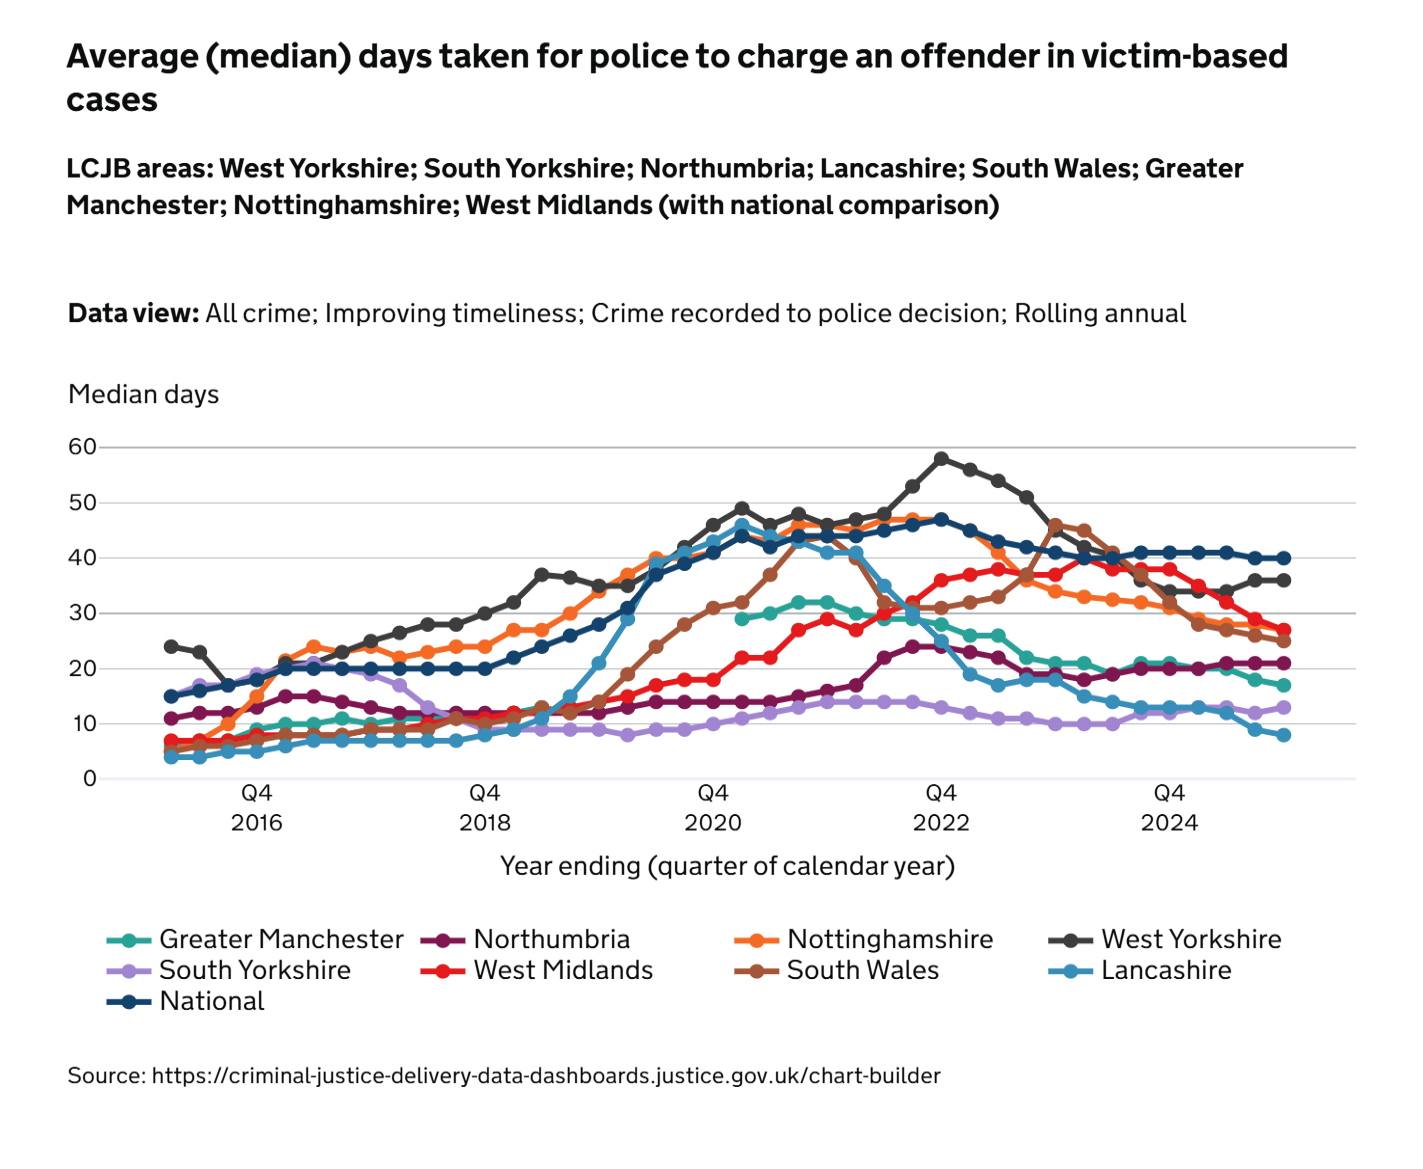 Average (median) days taken for police to charge an offender in victim-based
cases
LCJB areas: West Yorkshire; South Yorkshire; Northumbria; Lancashire; South Wales; Greater
Manchester; Nottinghamshire; West Midlands (with national comparison)
Data view: All crime; Improving timeliness; Crime recorded to police decision; Rolling annual
Median days
60
50
40
30
20
10
0
Q4 Q4 Q4 Q4 Q4
2016 2018 2020 2022 2024
Year ending (quarter of calendar year)
Greater Manchester Northumbria Nottinghamshire West Yorkshire
South Yorkshire West Midlands South Wales Lancashire
National
Source: https://criminal-justice-delivery-data-dashboards.justice.gov.uk/chart-builder